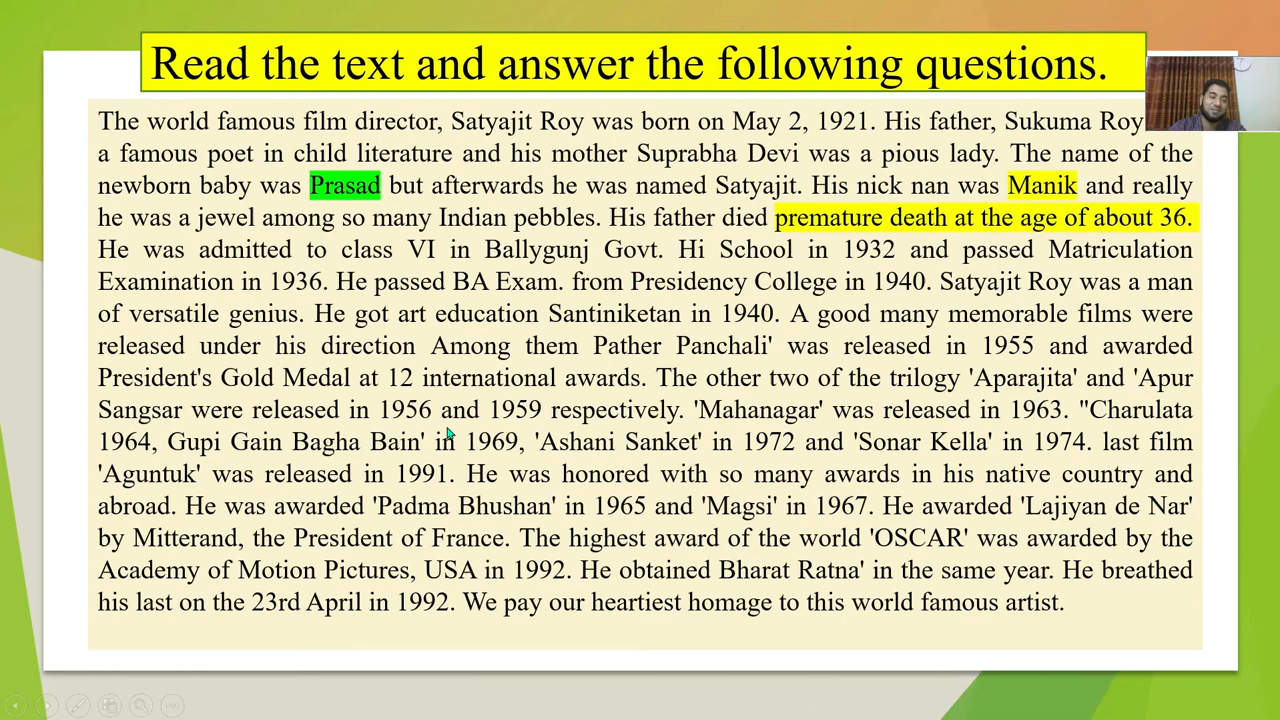 Read the text and answer the following questions.
The world famous film director, Satyajit Roy was born on May 2, 1921. His father, Sukuma Roy
a famous poet in child literature and his mother Suprabha Devi was a pious lady. The name of the
newborn baby was Prasad but afterwards he was named Satyajit. His nick nan was Manik and really
he was a jewel among so many Indian pebbles. His father died premature death at the age of about 36.
He was admitted to class VI in Ballygunj Govt. Hi School in 1932 and passed Matriculation
Examination in 1936. He passed BA Exam. from Presidency College in 1940. Satyajit Roy was a man
of versatile genius. He got art education Santiniketan in 1940. A good many memorable films were
released under his direction Among them Pather Panchali' was released in 1955 and awarded
President's Gold Medal at 12 international awards. The other two of the trilogy 'Aparajita' and 'Apur
Sangsar were released in 1956 and 1959 respectively. 'Mahanagar' was released in 1963. "Charulata
1964, Gupi Gain Bagha Bain' in 1969, 'Ashani Sanket' in 1972 and 'Sonar Kella' in 1974. last film
'Aguntuk' was released in 1991. He was honored with so many awards in his native country and
abroad. He was awarded 'Padma Bhushan' in 1965 and 'Magsi' in 1967. He awarded 'Lajiyan de Nar'
by Mitterand, the President of France. The highest award of the world 'OSCAR' was awarded by the
Academy of Motion Pictures, USA in 1992. He obtained Bharat Ratna' in the same year. He breathed
his last on the 23rd April in 1992. We pay our heartiest homage to this world famous artist.